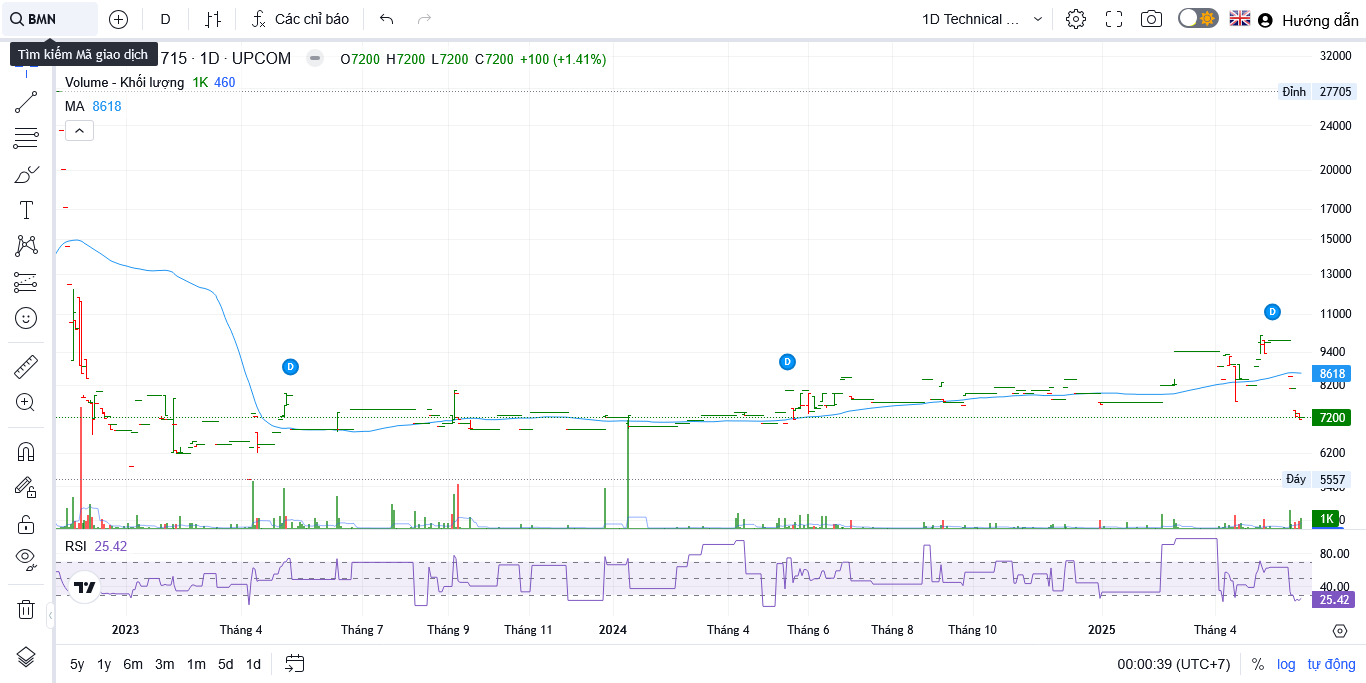 BMN D Các chỉ báo 1D Technical ... Hướng dẫn
Tìm kiếm Mã giao dịch
715 · 1D · UPCOM O7200 H7200 L7200 C7200 +100 (+1.41%)
Volume - Khối lượng 1K 460
MA 8618
32000
Đỉnh 27705
24000
20000
17000
15000
13000
11000
9400
8618
8200
7200
6200
Đáy 5557
1K
D
D
D
RSI 25.42
80.00
40.00
25.42
2023 Tháng 4 Tháng 7 Tháng 9 Tháng 11 2024 Tháng 4 Tháng 6 Tháng 8 Tháng 10 2025 Tháng 4
5y 1y 6m 3m 1m 5d 1d 00:00:39 (UTC+7) % log tự động